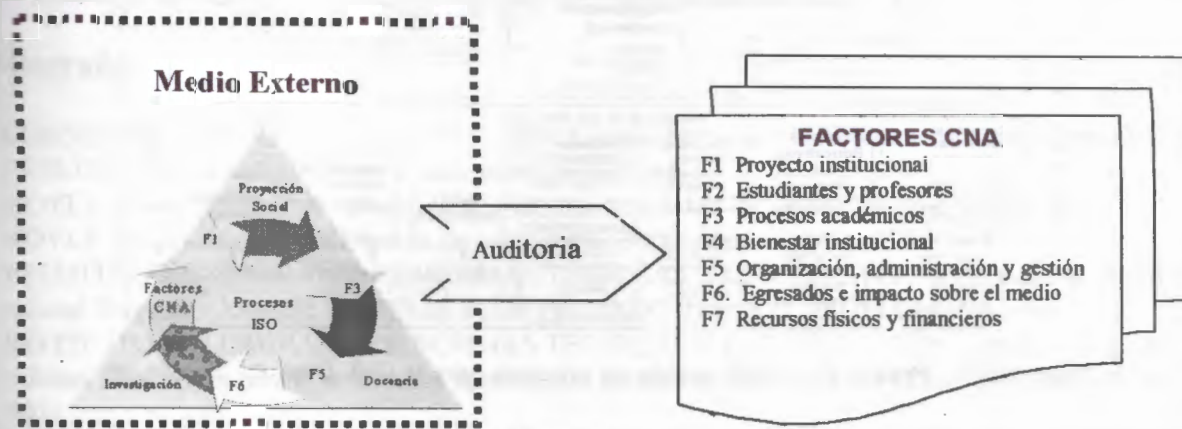 Medio Externo
Proyección
Social
F1
Factores
CNA
Procesos
ISO
F3
Investigación
F6
F5
Docencia
Auditoria
FACTORES CNA
F1 Proyecto institucional
F2 Estudiantes y profesores
F3 Procesos académicos
F4 Bienestar institucional
F5 Organización, administración y gestión
F6. Egresados e impacto sobre el medio
F7 Recursos físicos y financieros